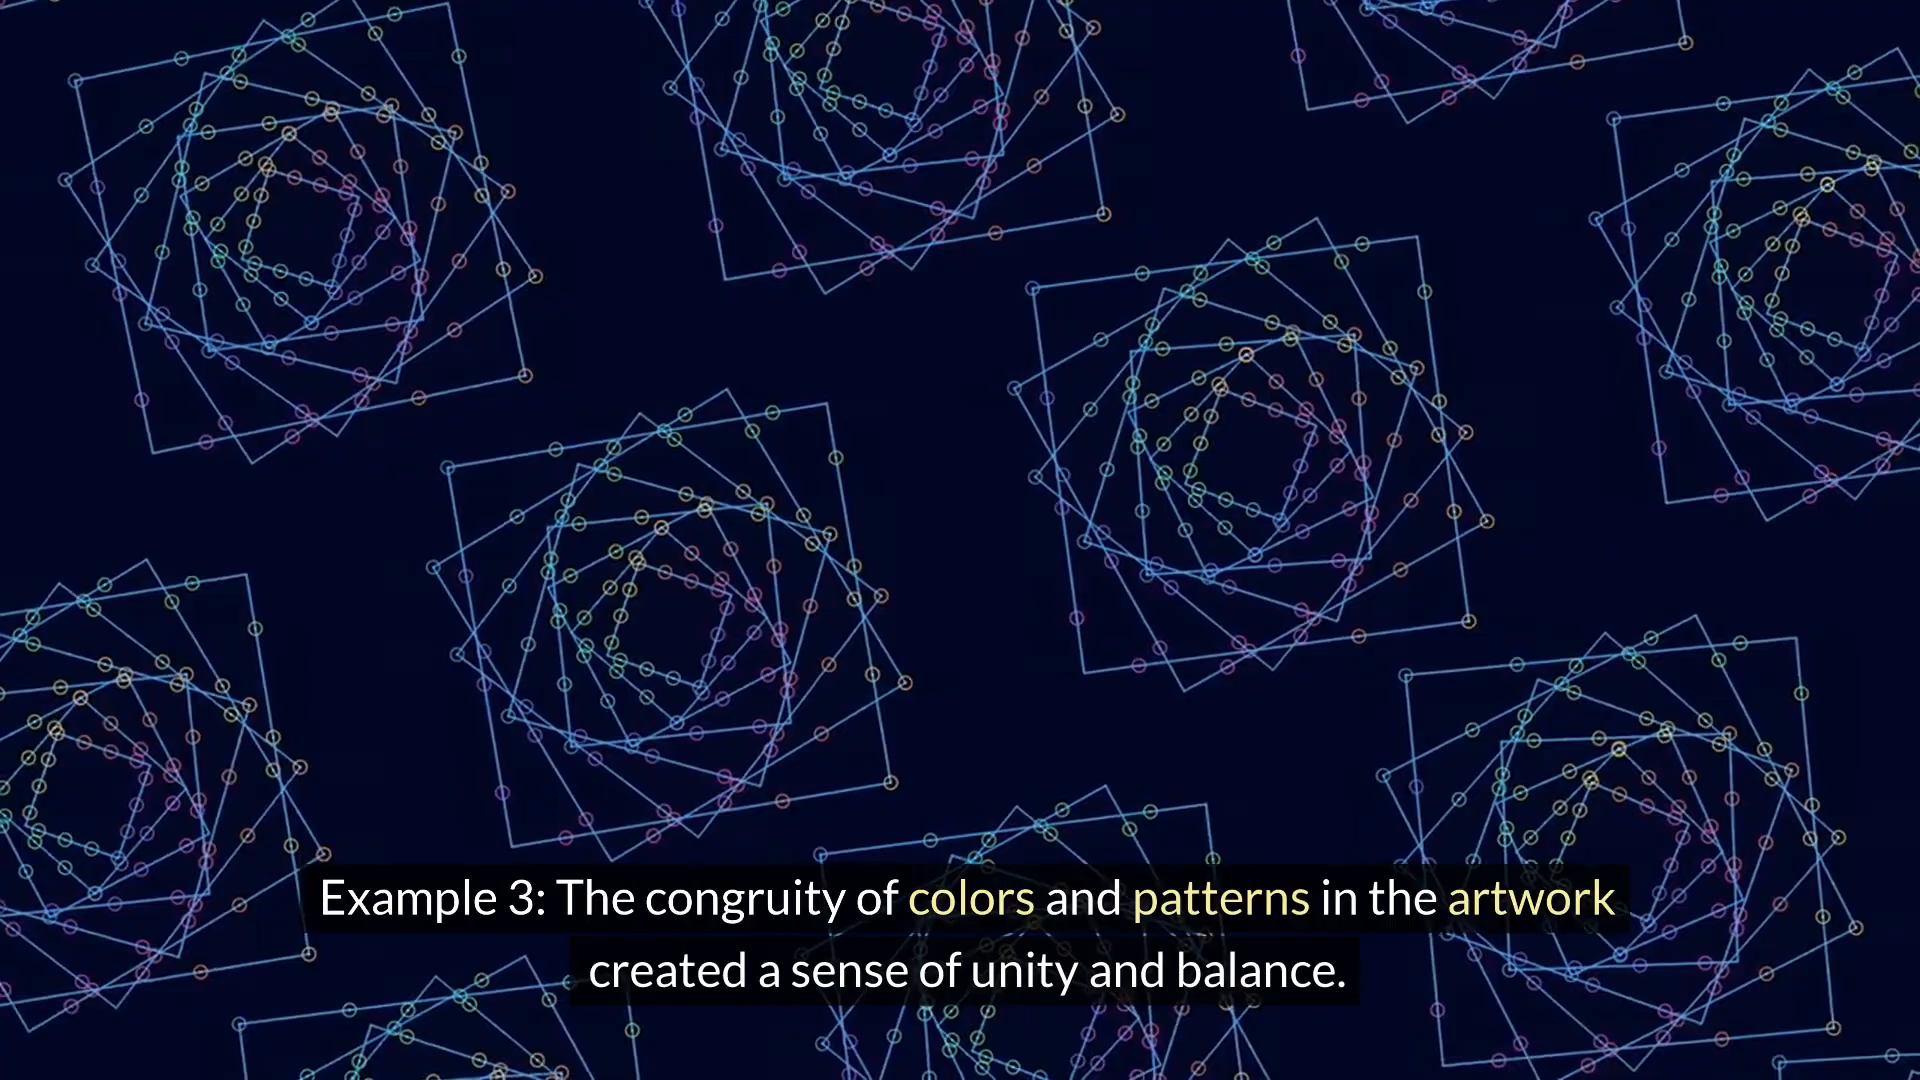 Example 3: The congruity of colors and patterns in the artwork
created a sense of unity and balance.